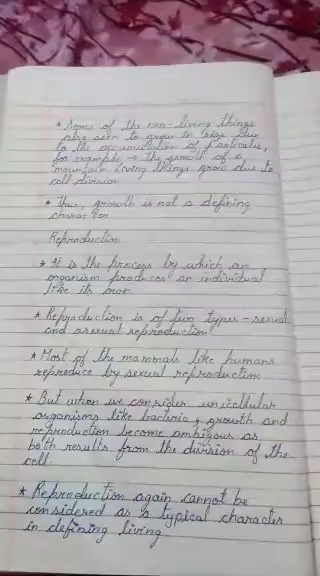 * Some of the non-living things
also seen to grow in size due
to the accumulation of particales,
for example → the growth of a
mountain living things grow due to
cell division
* Thus, growth is not a defining
character
Reproduction
* It is the process by which an
organism produces an individual
like its own
* Reproduction is of two types - sexual
and asexual reproduction
* Most of the mammals like humans
reproduce by sexual reproduction
* But when we consider unicellular
organisms like bacteria, growth and
reproduction become ambigous as
both results from the division of the
cell
* Reproduction again cannot be
considered as a typical character
in defining living